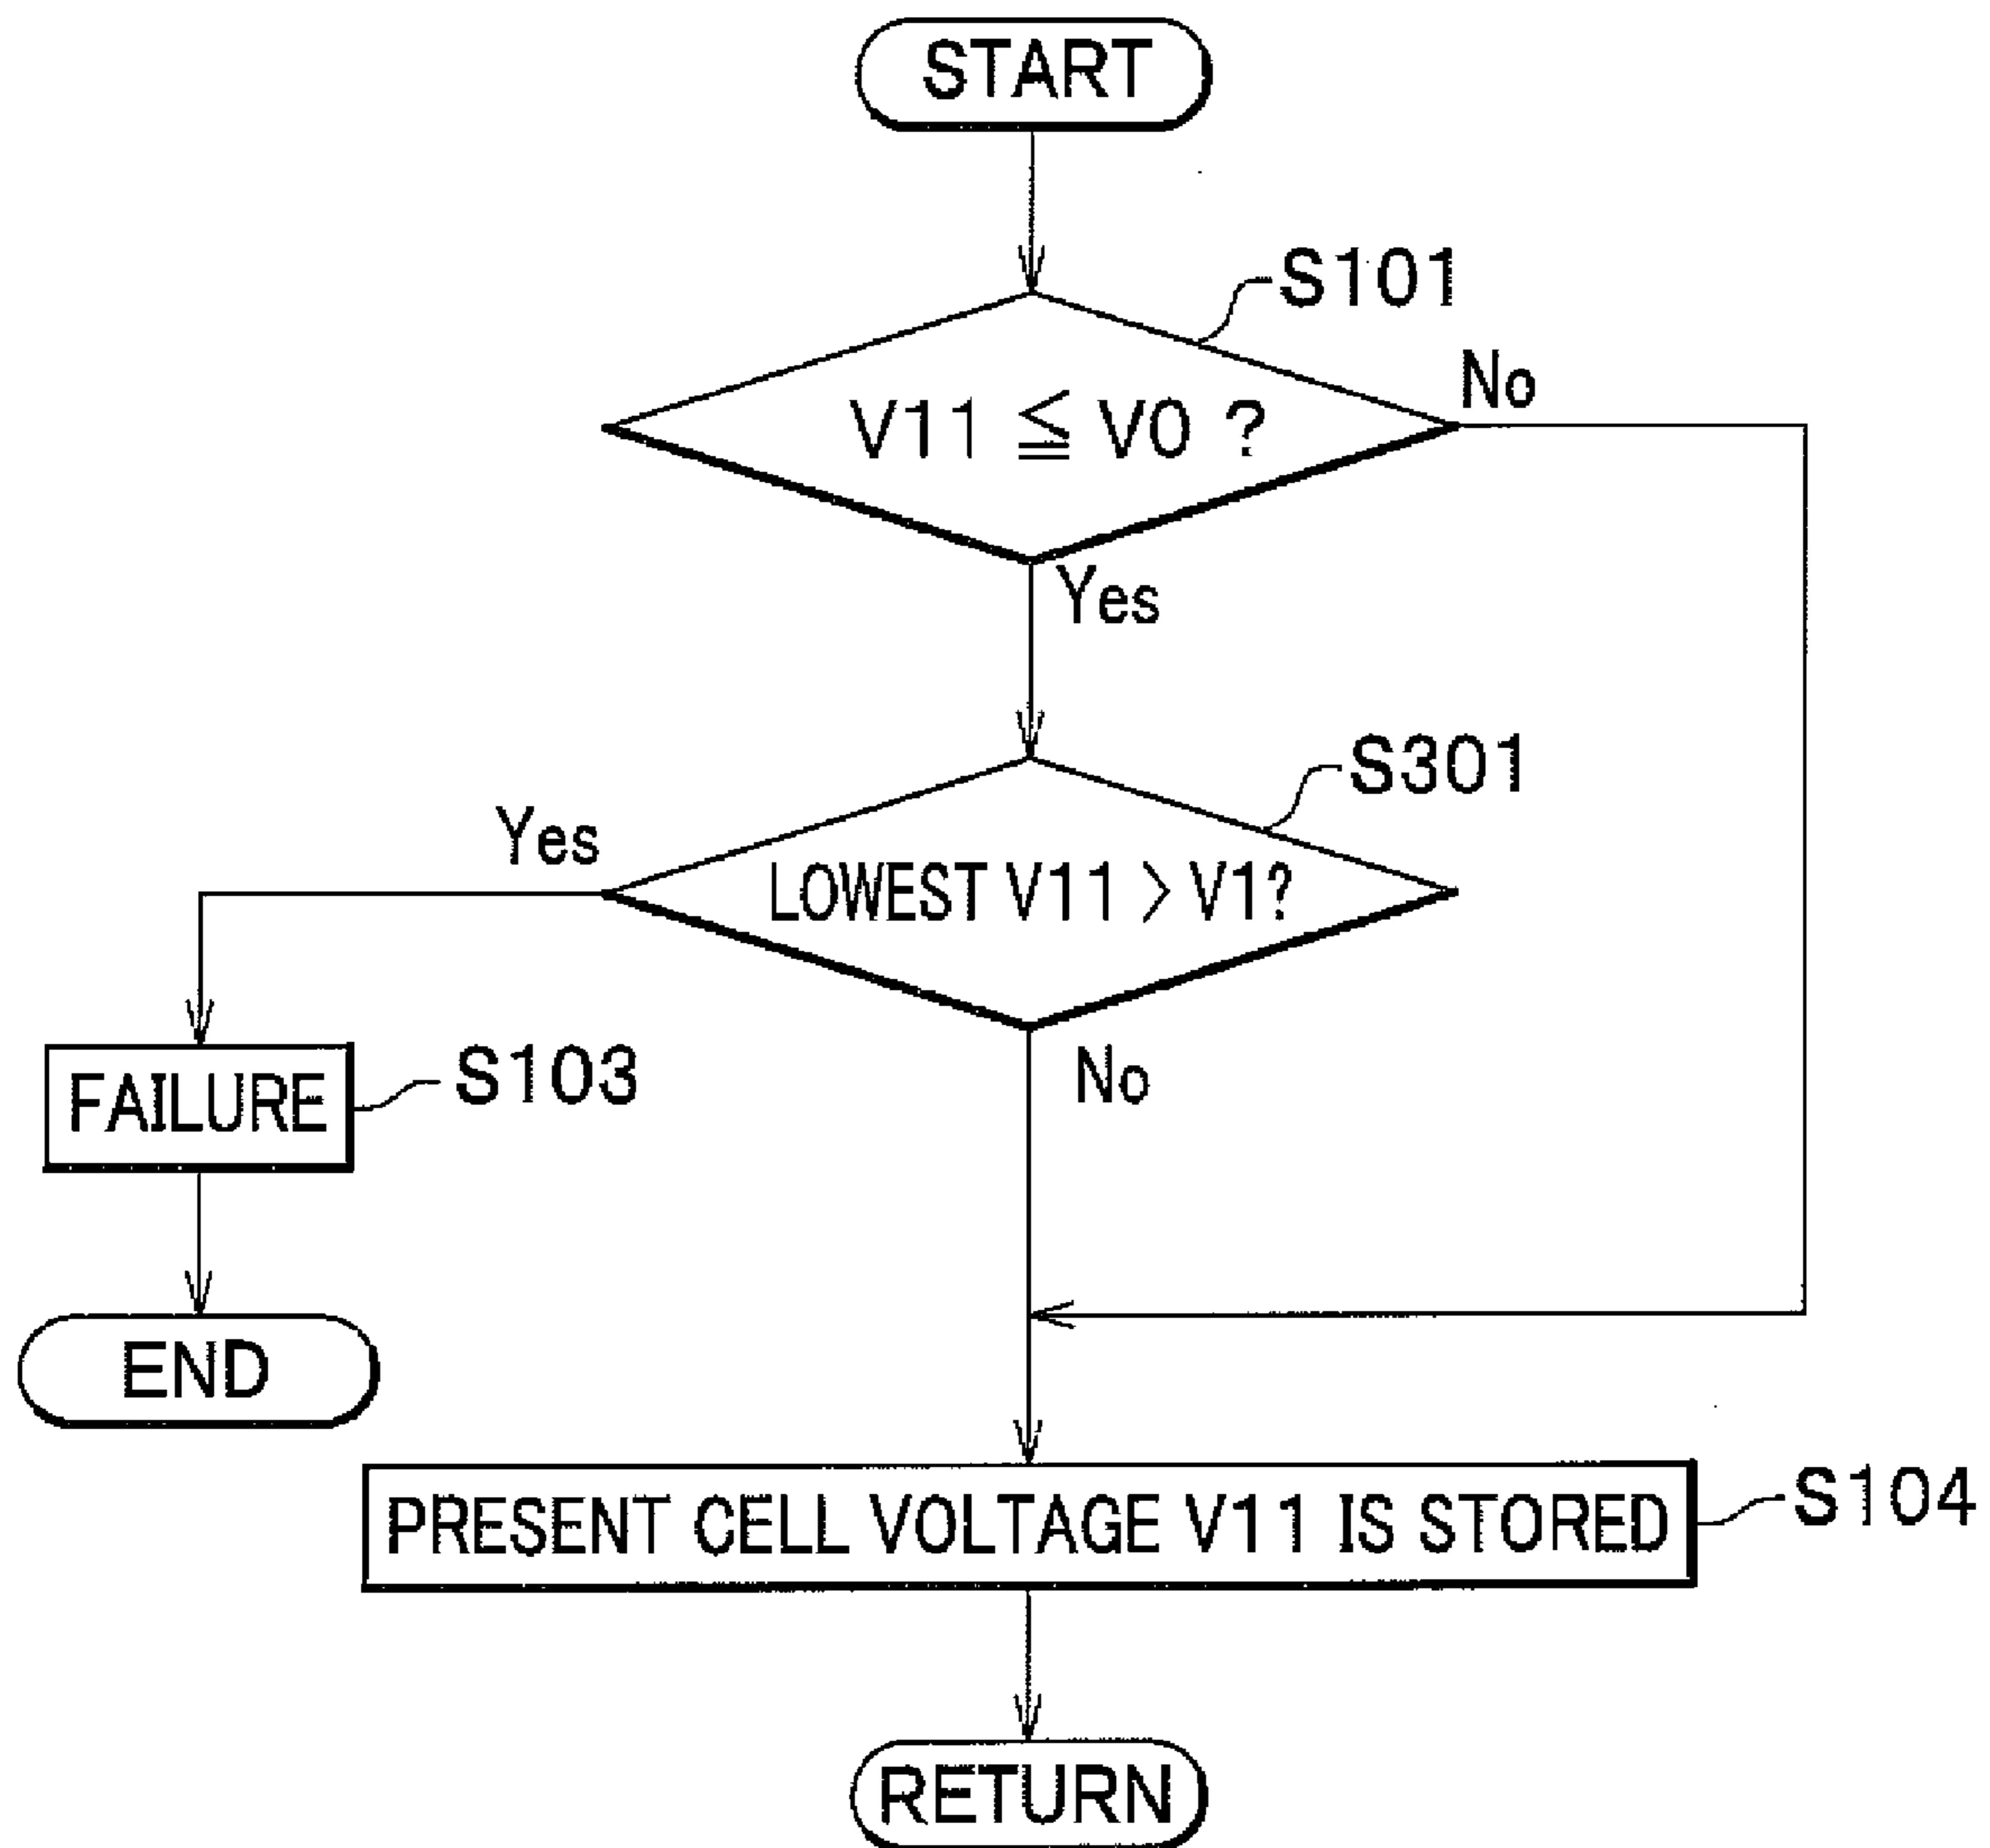 START
S101
V11 ≦ V0 ?
No
Yes
S301
Yes
LOWEST V11 > V1?
FAILURE
S103
No
END
PRESENT CELL VOLTAGE V11 IS STORED
S104
RETURN